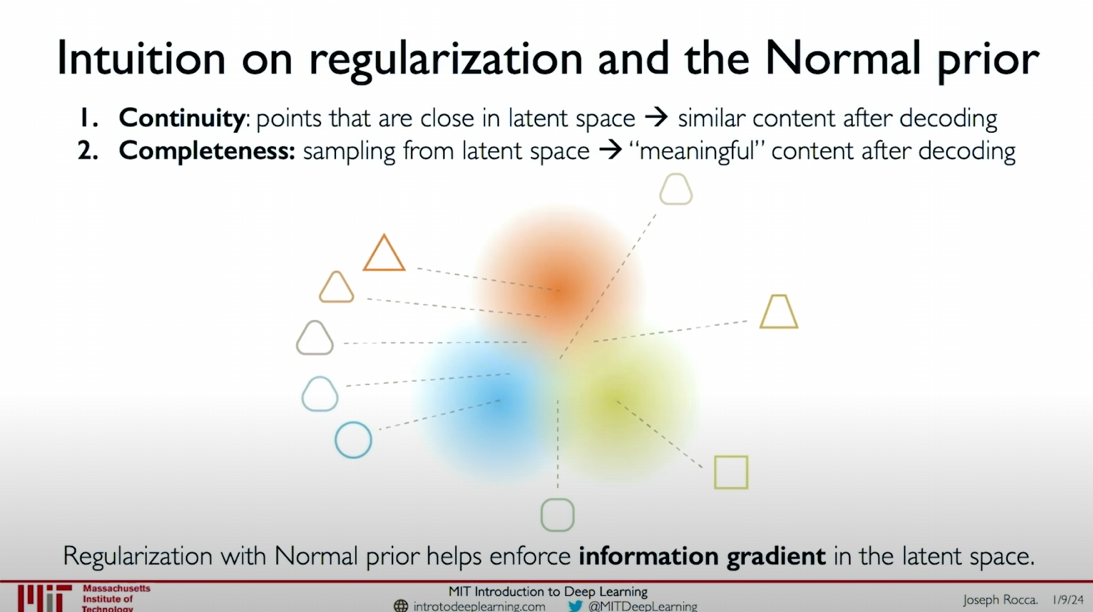 Intuition on regularization and the Normal prior
1. Continuity: points that are close in latent space → similar content after decoding
2. Completeness: sampling from latent space → “meaningful” content after decoding
Regularization with Normal prior helps enforce information gradient in the latent space.
Massachusetts
Institute of
Technology
MIT Introduction to Deep Learning
introtodeeplearning.com @MITDeepLearning
Joseph Rocca. 1/9/24